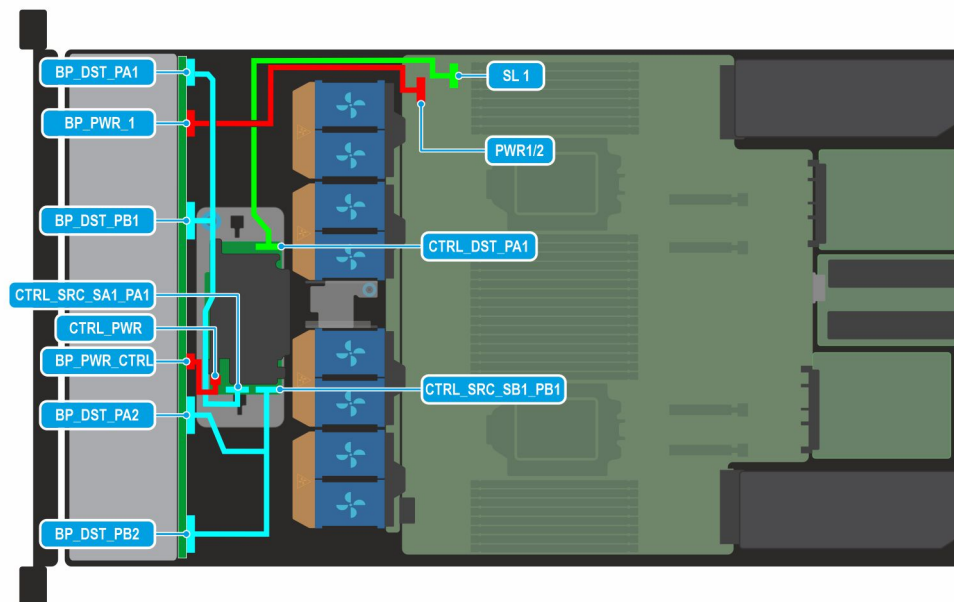 BP_DST_PA1
SL 1
BP_PWR_1
PWR1/2
BP_DST_PB1
CTRL_DST_PA1
CTRL_SRC_SA1_PA1
CTRL_PWR
BP_PWR_CTRL
CTRL_SRC_SB1_PB1
BP_DST_PA2
BP_DST_PB2